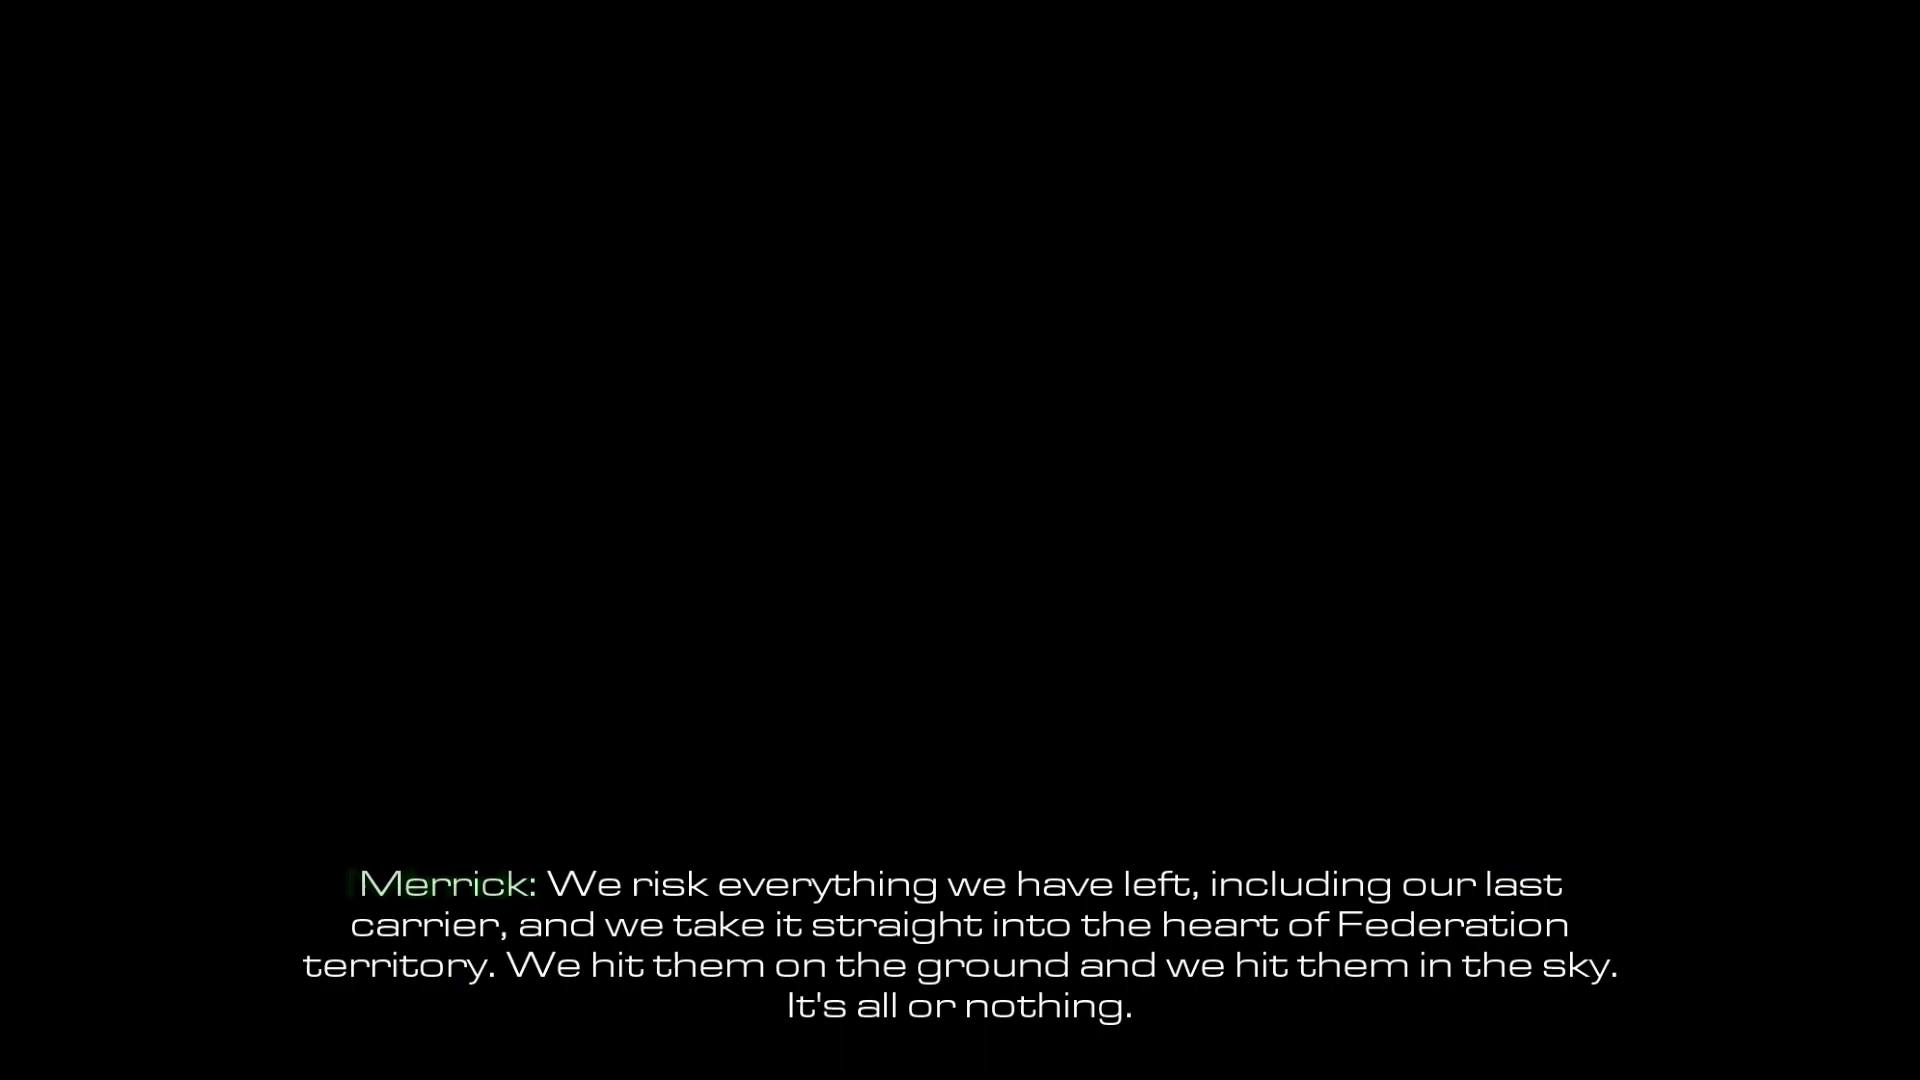 Merrick: We risk everything we have left, including our last
carrier, and we take it straight into the heart of Federation
territory. We hit them on the ground and we hit them in the sky.
It's all or nothing.